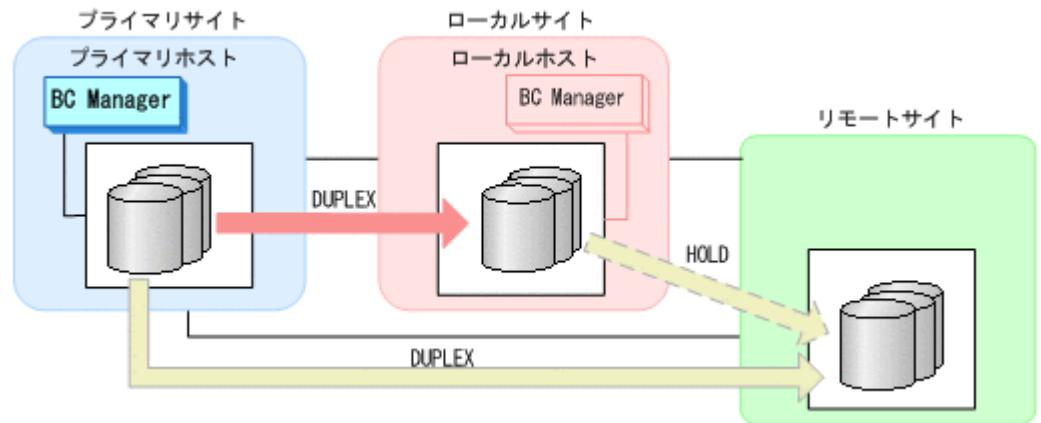 プライマリサイト
ローカルサイト
プライマリホスト
ローカルホスト
BC Manager
BC Manager
リモートサイト
DUPLEX
HOLD
DUPLEX